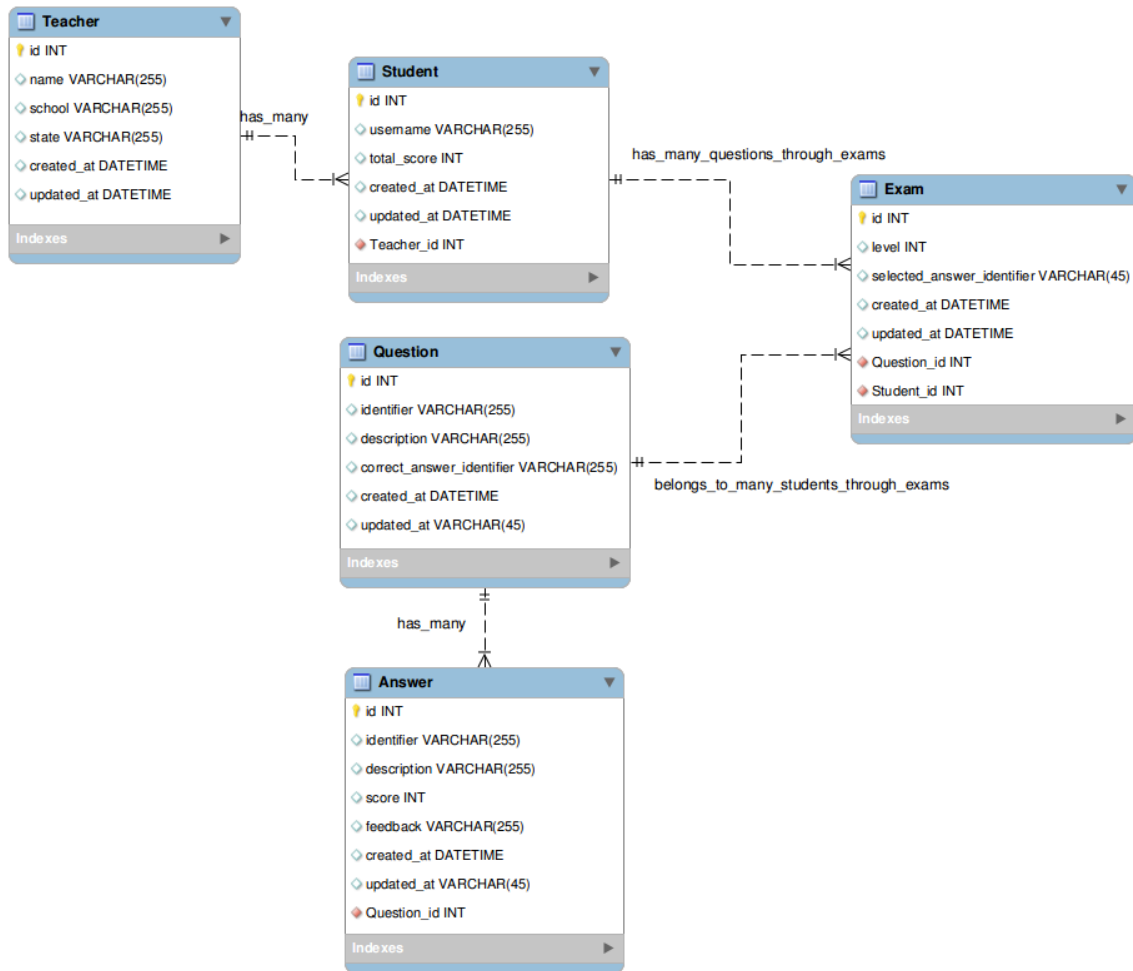 Teacher
id INT
name VARCHAR(255)
school VARCHAR(255)
state VARCHAR(255)
created_at DATETIME
updated_at DATETIME
Indexes
has_many
Student
id INT
username VARCHAR(255)
total_score INT
created_at DATETIME
updated_at DATETIME
Teacher_id INT
Indexes
has_many_questions_through_exams
Exam
id INT
level INT
selected_answer_identifier VARCHAR(45)
created_at DATETIME
updated_at DATETIME
Question_id INT
Student_id INT
Indexes
Question
id INT
identifier VARCHAR(255)
description VARCHAR(255)
correct_answer_identifier VARCHAR(255)
created_at DATETIME
updated_at VARCHAR(45)
Indexes
belongs_to_many_students_through_exams
has_many
Answer
id INT
identifier VARCHAR(255)
description VARCHAR(255)
score INT
feedback VARCHAR(255)
created_at DATETIME
updated_at VARCHAR(45)
Question_id INT
Indexes